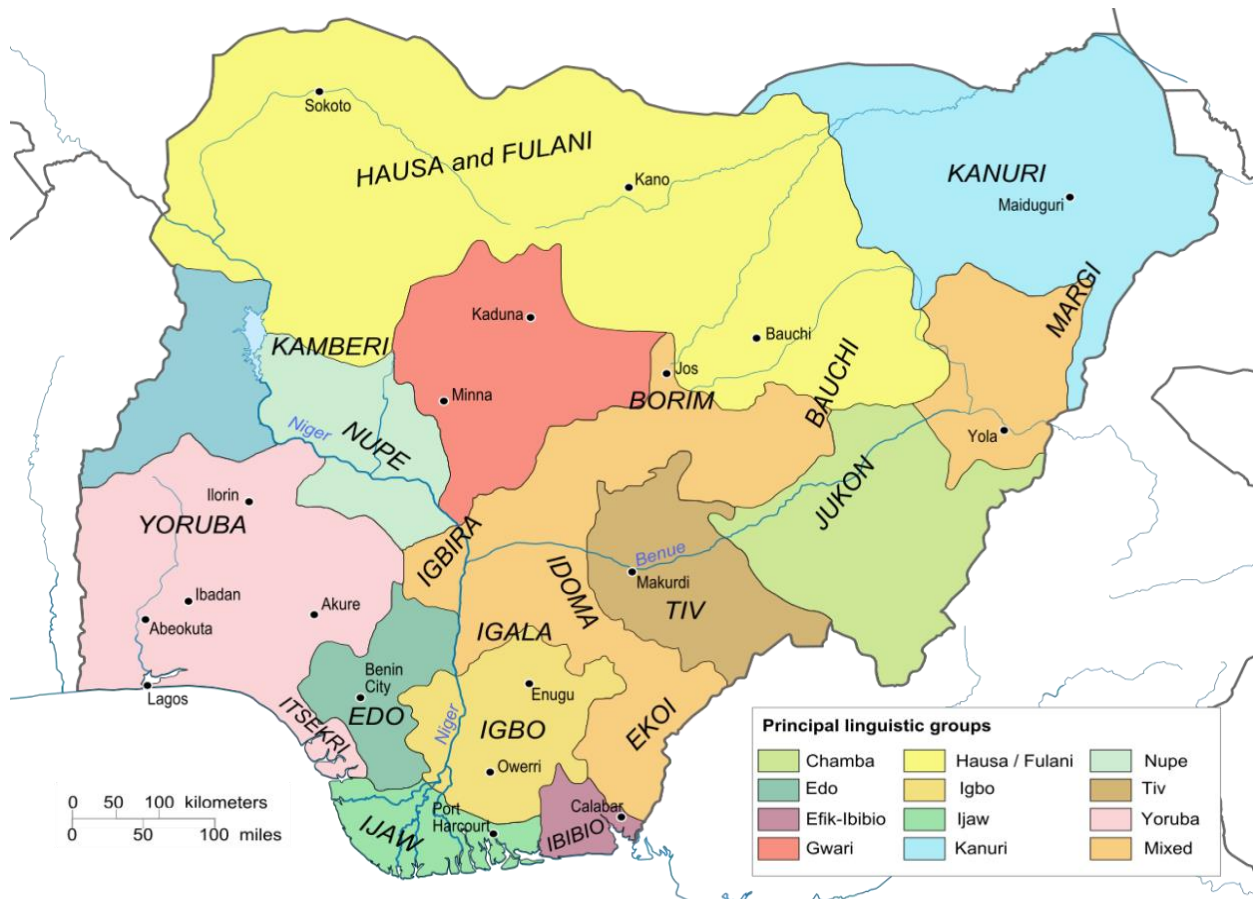 Sokoto
HAUSA and FULANI
Kano
KANURI
Maiduguri
MARGI
Kaduna
KAMBERI
Bauchi
Jos
Minna
BORIM
BAUCHI
Niger
NUPE
Yola
Ilorin
YORUBA
JUKON
IGBIRA
Benue
Makurdi
IDOMA
TIV
Ibadan
Akure
Abeokuta
IGALA
Benin
City
Enugu
Lagos
ITSEKRI
EDO
Niger
IGBO
EKOI
Owerri
Port
Harcourt
Calabar
IJAW
IBIBIO
0 50 100 kilometers
0 50 100 miles
Principal linguistic groups
Chamba
Hausa / Fulani
Nupe
Edo
Igbo
Tiv
Efik-Ibibio
Ijaw
Yoruba
Gwari
Kanuri
Mixed